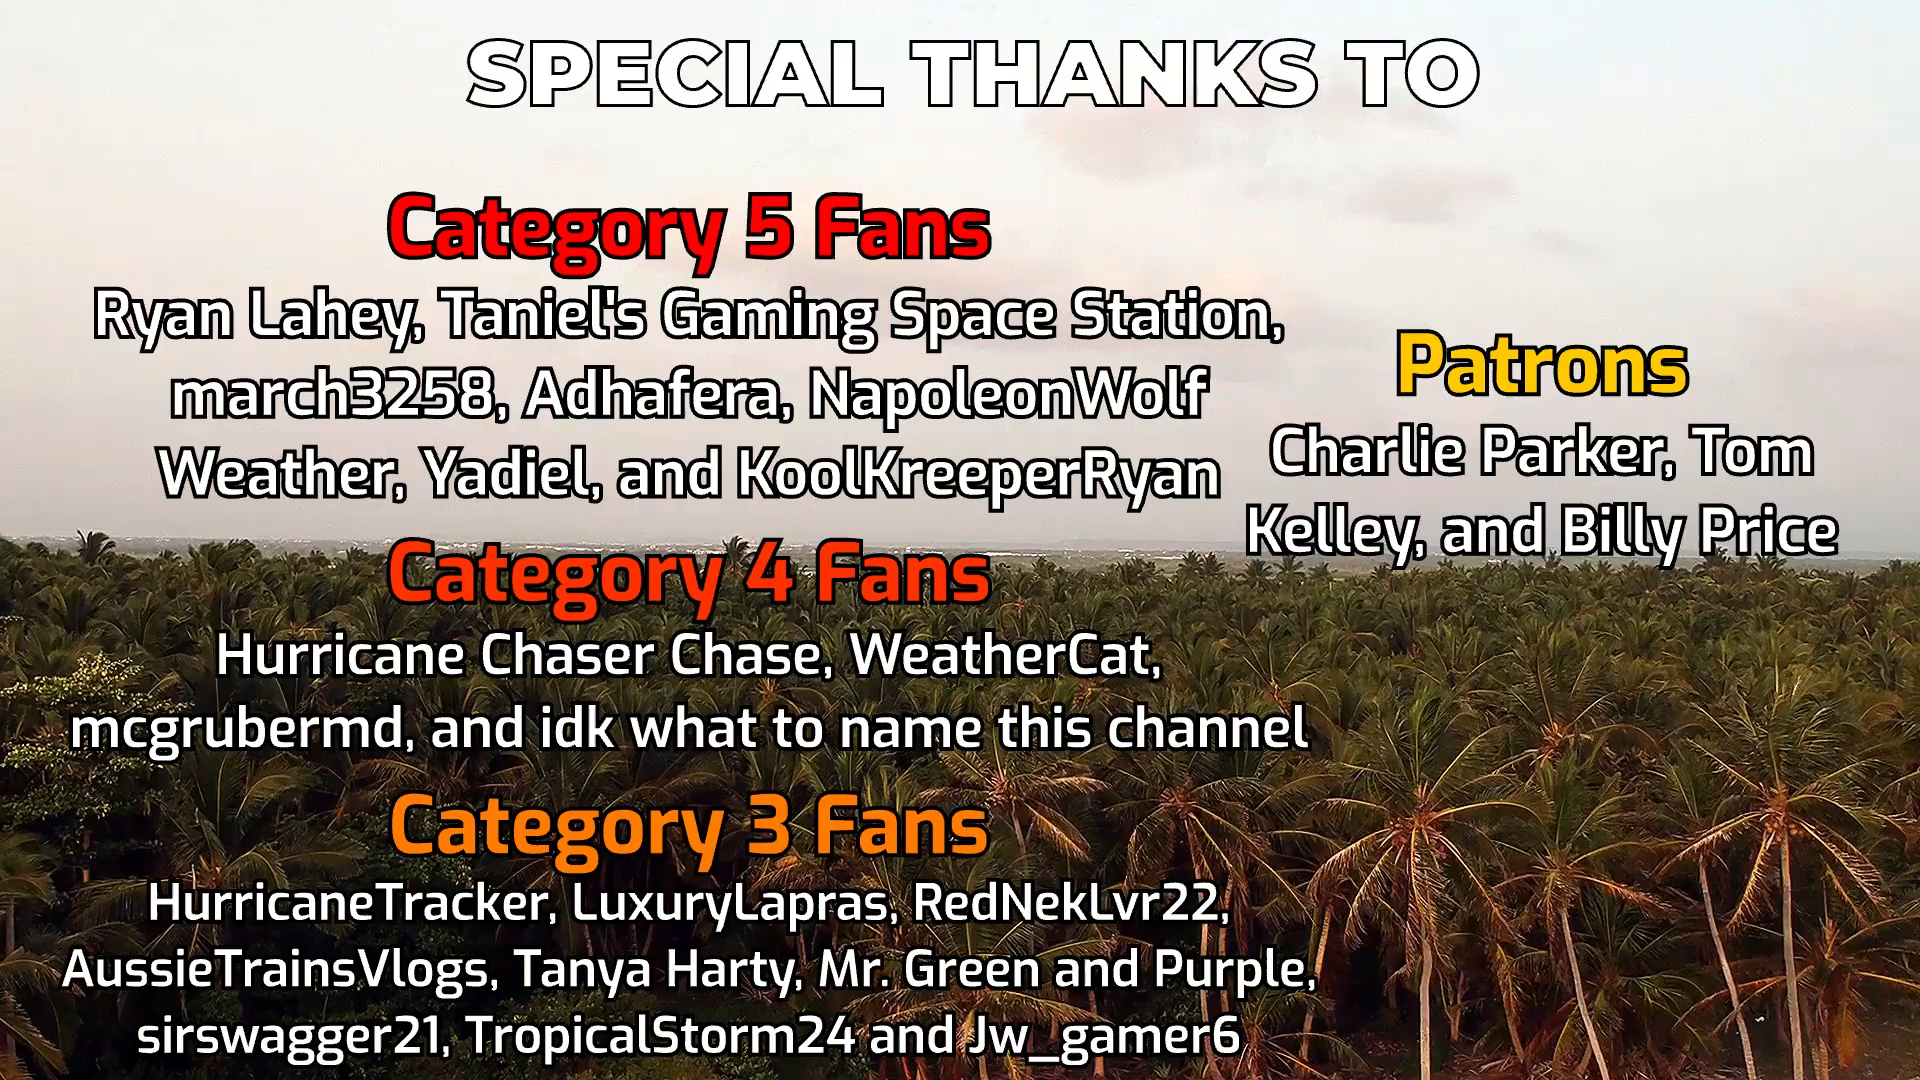 SPECIAL THANKS TO
Category 5 Fans
Ryan Lahey, Taniel's Gaming Space Station,
march3258, Adhafera, NapoleonWolf
Weather, Yadiel, and KoolKreeperRyan
Category 4 Fans
Hurricane Chaser Chase, WeatherCat,
mcgrubermd, and idk what to name this channel
Category 3 Fans
HurricaneTracker, LuxuryLapras, RedNekLvr22,
AussieTrainsVlogs, Tanya Harty, Mr. Green and Purple,
sirswagger21, TropicalStorm24 and Jw_gamer6
Patrons
Charlie Parker, Tom
Kelley, and Billy Price